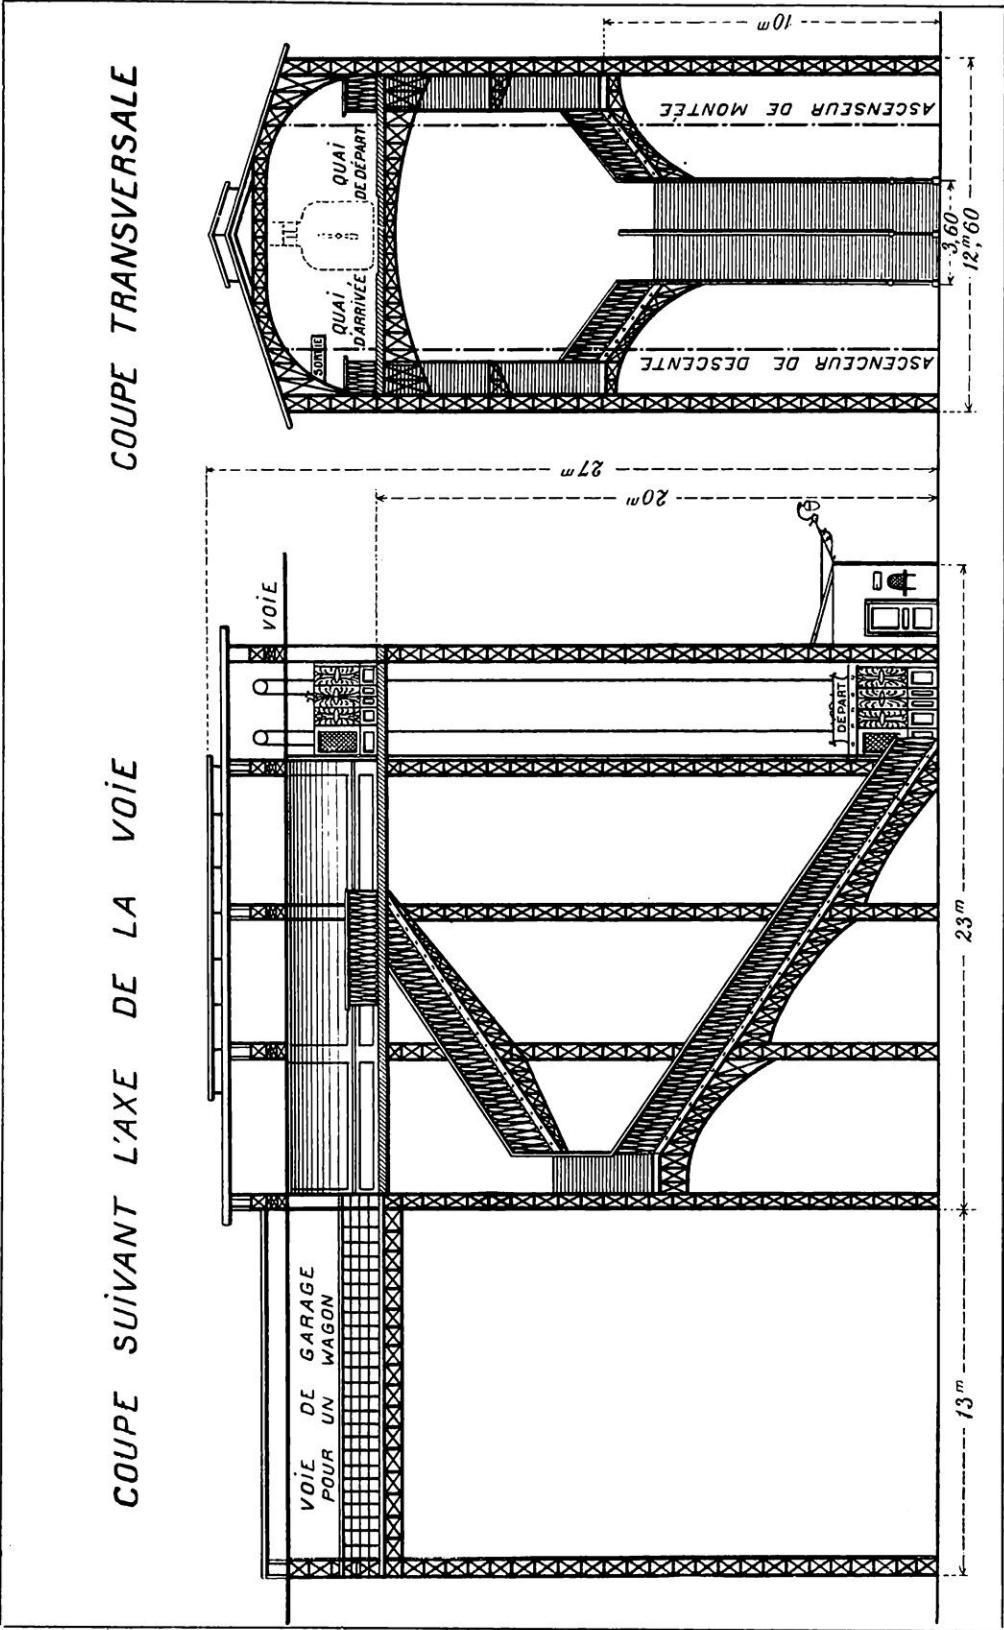 COUPE SUIVANT L'AXE DE LA VOIE
COUPE TRANSVERSALE
VOIE
VOIE DE GARAGE
POUR UN WAGON
DÉPART
27m
20m
23m
13m
SORTIE
QUAI
D'ARRIVÉE
QUAI
DE DÉPART
ASCENCEUR DE DESCENTE
ASCENSEUR DE MONTÉE
10m
3,60
12m,60